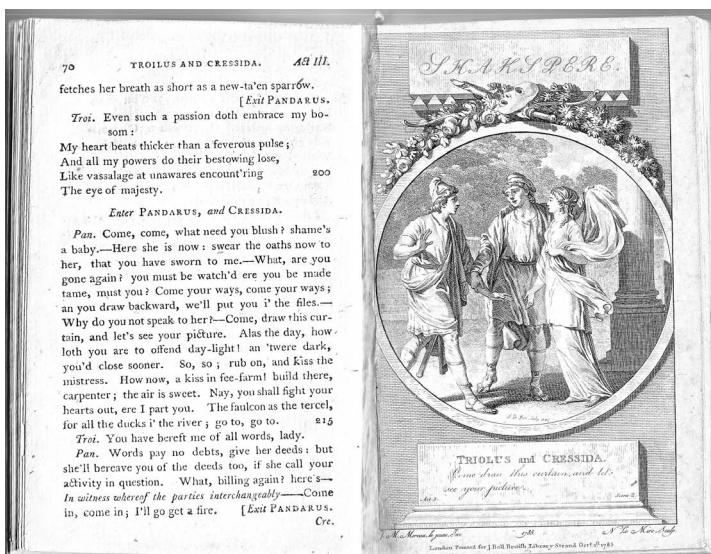 70 TROILUS AND CRESSIDA. Act III.
fetches her breath as short as a new-ta'en sparrow.
[Exit PANDARUS.
Troi. Even such a passion doth embrace my bo-
som:
My heart beats thicker than a feverous pulse;
And all my powers do their bestowing lose,
Like vassalage at unawares encount'ring 200
The eye of majesty.
Enter PANDARUS, and CRESSIDA.
Pan. Come, come, what need you blush? shame's
a baby.—Here she is now: swear the oaths now to
her, that you have sworn to me.—What, are you
gone again? you must be watch'd ere you be made
tame, must you? Come your ways, come your ways;
an you draw backward, we'll put you i' the files.—
Why do you not speak to her?—Come, draw this cur-
tain, and let's see your picture. Alas the day, how
loth you are to offend day-light! an 'twere dark,
you'd close sooner. So, so; rub on, and kiss the
mistress. How now, a kiss in fee-farm! build there,
carpenter; the air is sweet. Nay, you shall fight your
hearts out, ere I part you. The faulcon as the tercel,
for all the ducks i' the river; go to, go to. 215
Troi. You have bereft me of all words, lady.
Pan. Words pay no debts, give her deeds: but
she'll bereave you of the deeds too, if she call your
activity in question. What, billing again? here's—
In witness whereof the parties interchangeably——Come
in, come in; I'll go get a fire. [Exit PANDARUS.
Cre.
SHAKSPERE.
TROILUS and CRESSIDA.
Come draw this curtain, and let's
see your picture.
Act 3. Scene 2.
J. M. Moreau le jeune, Inv. 1785. N. Le Mire Sculp.
London Printed for J. Bell British Library Strand Octr. 1785